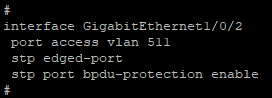 #
interface GigabitEthernet1/0/2
 port access vlan 511
 stp edged-port
 stp port bpdu-protection enable
#